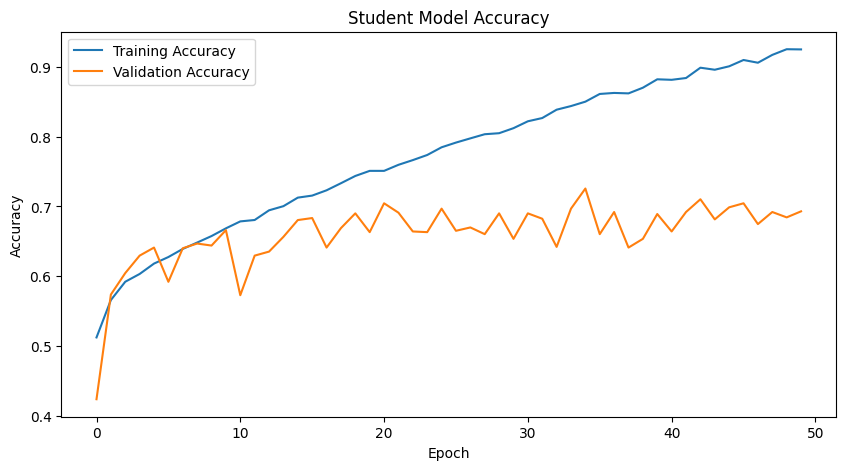 Student Model Accuracy
Training Accuracy
Validation Accuracy
Accuracy
0.9
0.8
0.7
0.6
0.5
0.4
0 10 20 30 40 50
Epoch